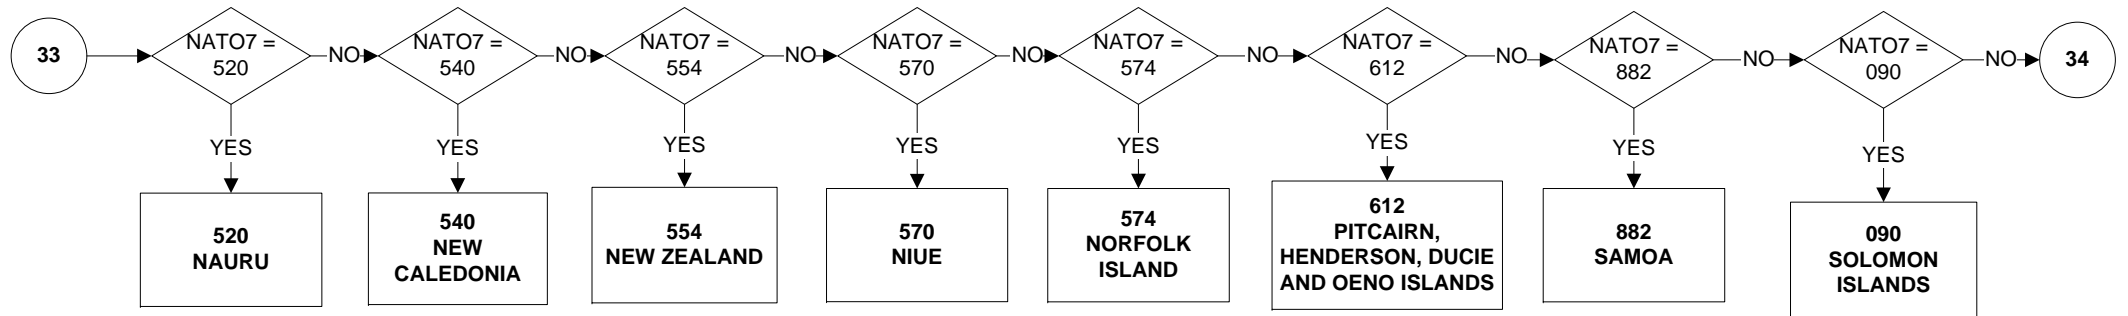 33
NATO7 =
520
NO
NATO7 =
540
NO
NATO7 =
554
NO
NATO7 =
570
NO
NATO7 =
574
NO
NATO7 =
612
NO
NATO7 =
882
NO
NATO7 =
090
NO
34
YES
YES
YES
YES
YES
YES
YES
YES
520
NAURU
540
NEW
CALEDONIA
554
NEW ZEALAND
570
NIUE
574
NORFOLK
ISLAND
612
PITCAIRN,
HENDERSON, DUCIE
AND OENO ISLANDS
882
SAMOA
090
SOLOMON
ISLANDS